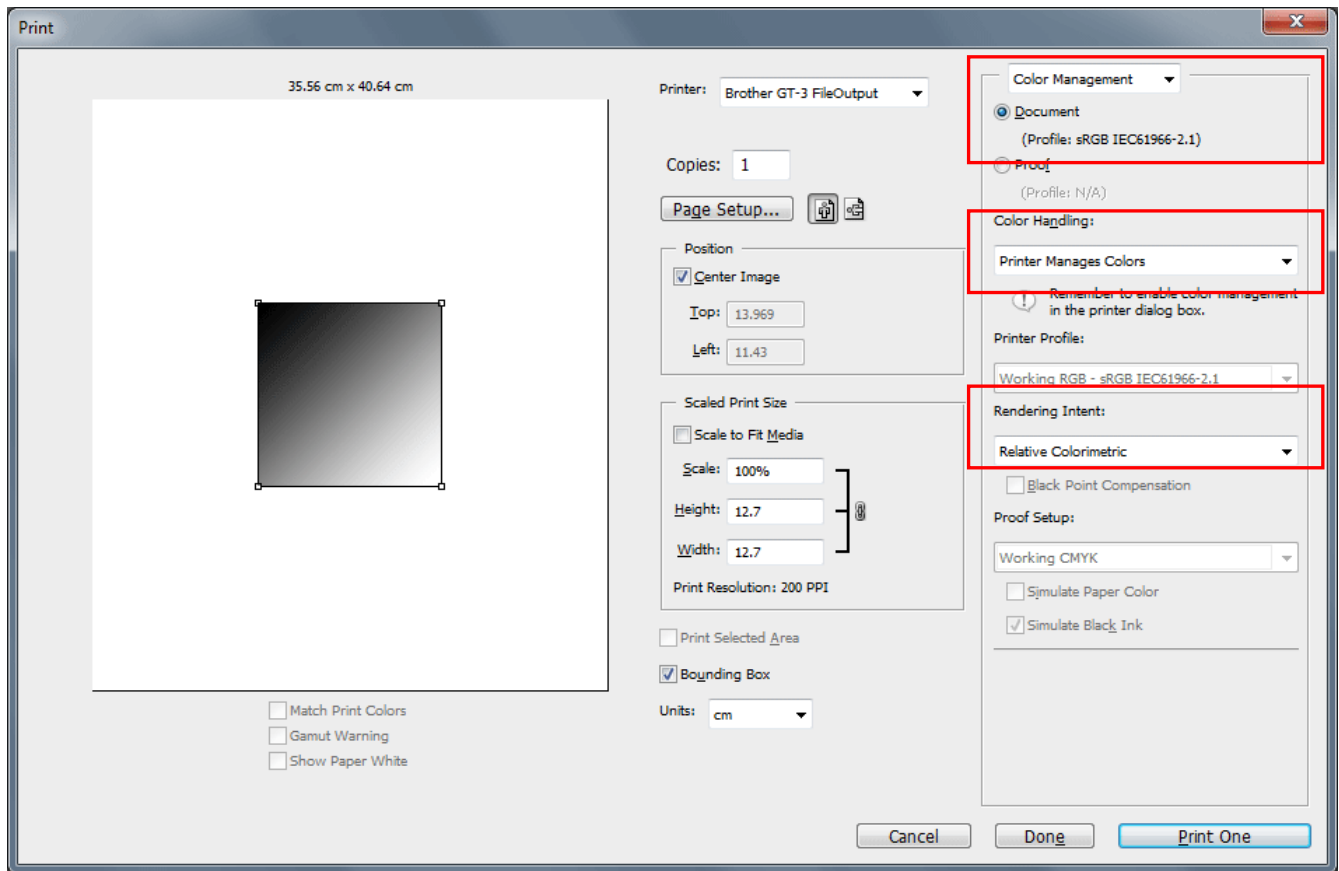 Print
35.56 cm x 40.64 cm
Match Print Colors
Gamut Warning
Show Paper White
Printer: Brother GT-3 FileOutput
Copies: 1
Page Setup...
Position
Center Image
Top: 13.969
Left: 11.43
Scaled Print Size
Scale to Fit Media
Scale: 100%
Height: 12.7
Width: 12.7
Print Resolution: 200 PPI
Print Selected Area
Bounding Box
Units: cm
Color Management
Document
(Profile: sRGB IEC61966-2.1)
Proof
(Profile: N/A)
Color Handling:
Printer Manages Colors
Remember to enable color management
in the printer dialog box.
Printer Profile:
Working RGB - sRGB IEC61966-2.1
Rendering Intent:
Relative Colorimetric
Black Point Compensation
Proof Setup:
Working CMYK
Simulate Paper Color
Simulate Black Ink
Cancel
Done
Print One